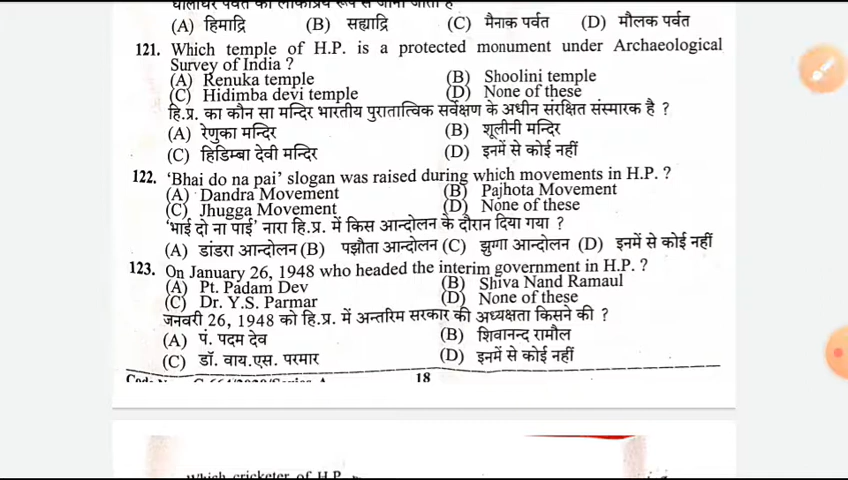 (A) हिमाद्रि (B) सह्याद्रि (C) मैनाक पर्वत (D) मौलक पर्वत
121. Which temple of H.P. is a protected monument under Archaeological
Survey of India ?
(A) Renuka temple (B) Shoolini temple
(C) Hidimba devi temple (D) None of these
हि.प्र. का कौन सा मन्दिर भारतीय पुरातात्विक सर्वेक्षण के अधीन संरक्षित संस्मारक है ?
(A) रेणुका मन्दिर (B) शूलीनी मन्दिर
(C) हिडिम्बा देवी मन्दिर (D) इनमें से कोई नहीं
122. 'Bhai do na pai' slogan was raised during which movements in H.P. ?
(A) Dandra Movement (B) Pajhota Movement
(C) Jhugga Movement (D) None of these
'भाई दो ना पाई' नारा हि.प्र. में किस आन्दोलन के दौरान दिया गया ?
(A) डांडरा आन्दोलन (B) पझौता आन्दोलन (C) झुग्गा आन्दोलन (D) इनमें से कोई नहीं
123. On January 26, 1948 who headed the interim government in H.P. ?
(A) Pt. Padam Dev (B) Shiva Nand Ramaul
(C) Dr. Y.S. Parmar (D) None of these
जनवरी 26, 1948 को हि.प्र. में अन्तरिम सरकार की अध्यक्षता किसने की ?
(A) पं. पदम देव (B) शिवानन्द रामौल
(C) डॉ. वाय.एस. परमार (D) इनमें से कोई नहीं
18
Which cricketer of H.P.